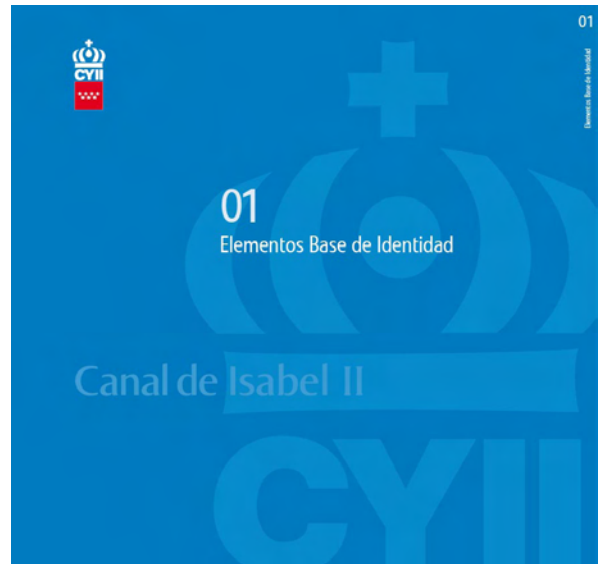 01
Elementos Base de Identidad
CYII
01
Elementos Base de Identidad
Canal de Isabel II
CYII